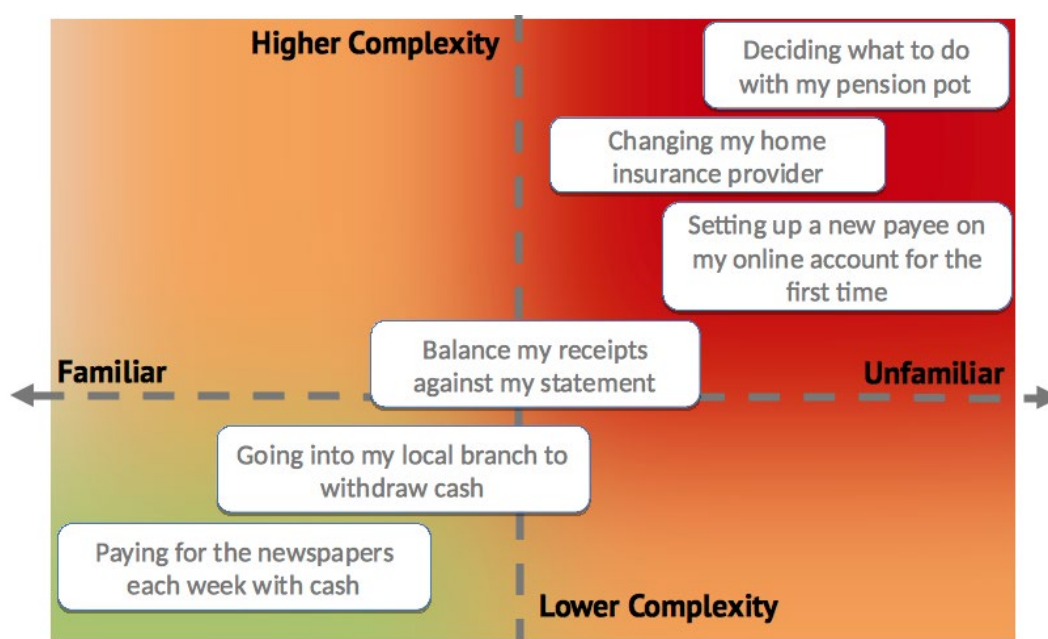 Higher Complexity
Deciding what to do
with my pension pot
Changing my home
insurance provider
Setting up a new payee on
my online account for the
first time
Balance my receipts
against my statement
Familiar
Unfamiliar
Going into my local branch to
withdraw cash
Paying for the newspapers
each week with cash
Lower Complexity